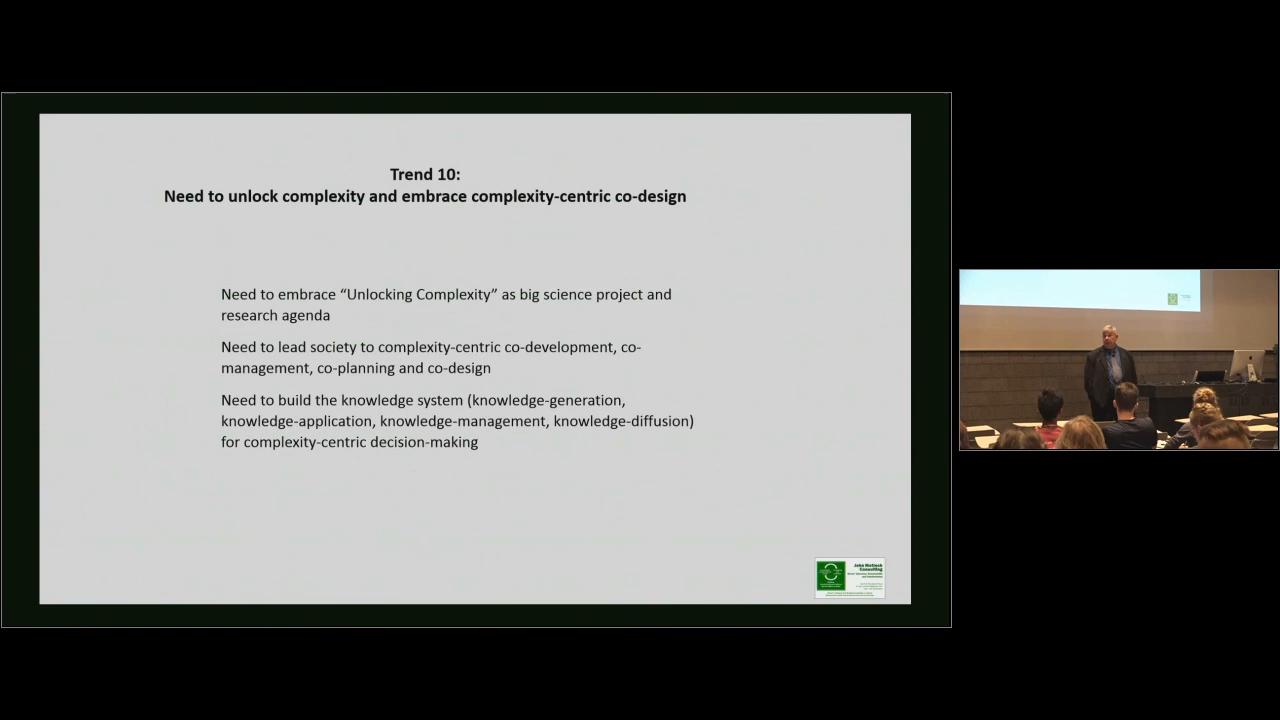 Trend 10:
Need to unlock complexity and embrace complexity-centric co-design
Need to embrace “Unlocking Complexity” as big science project and
research agenda
Need to lead society to complexity-centric co-development, co-
management, co-planning and co-design
Need to build the knowledge system (knowledge-generation,
knowledge-application, knowledge-management, knowledge-diffusion)
for complexity-centric decision-making
Consulting